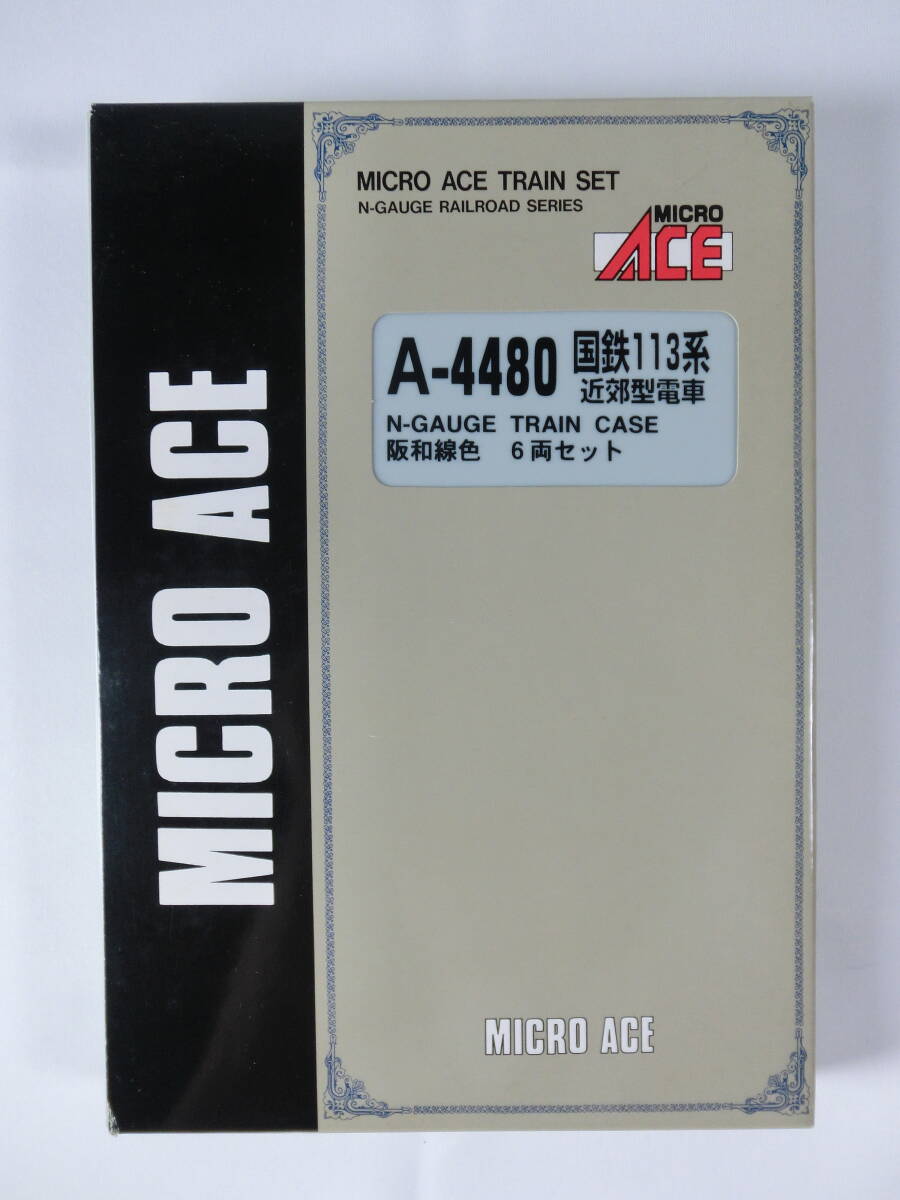 MICRO ACE
MICRO ACE TRAIN SET
N-GAUGE RAILROAD SERIES
MICRO
ACE
A-4480 国鉄113系
近郊型電車
N-GAUGE TRAIN CASE
阪和線色 6両セット
MICRO ACE